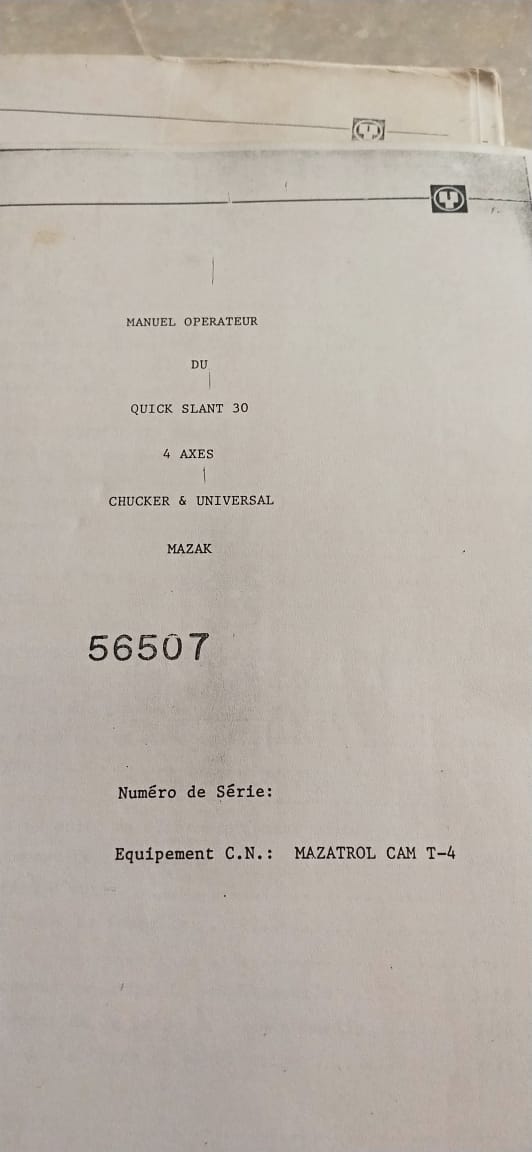 MANUEL OPERATEUR
DU
QUICK SLANT 30
4 AXES
CHUCKER & UNIVERSAL
MAZAK
56507
Numéro de Série:
Equipement C.N.: MAZATROL CAM T-4